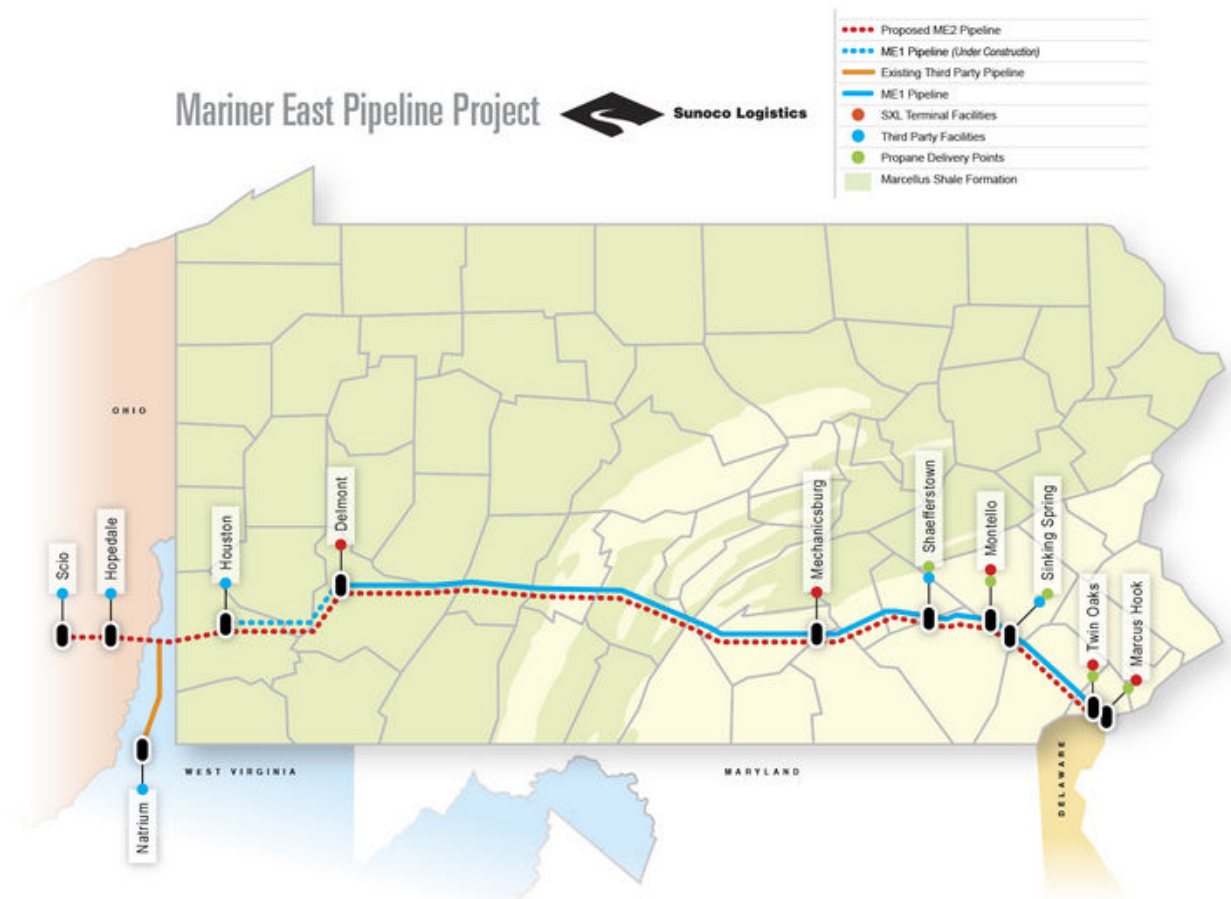 Proposed ME2 Pipeline
ME1 Pipeline (Under Construction)
Existing Third Party Pipeline
ME1 Pipeline
SXL Terminal Facilities
Third Party Facilities
Propane Delivery Points
Marcellus Shale Formation
Mariner East Pipeline Project
Sunoco Logistics
OHIO
Scio
Hopedale
Houston
Delmont
Mechanicsburg
Shaefferstown
Montello
Sinking Spring
Twin Oaks
Marcus Hook
Natrium
WEST VIRGINIA
MARYLAND
DELAWARE